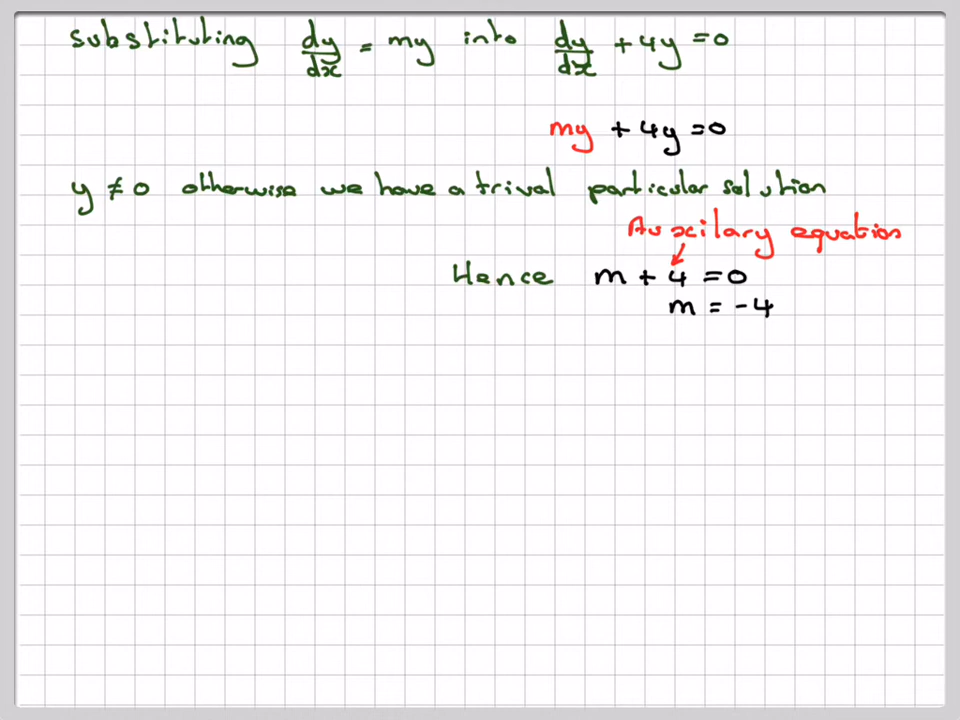 substituting dy/dx = my into dy/dx + 4y = 0
my + 4y = 0
y ≠ 0 otherwise we have a trival particular solution
Auxcilary equation
Hence m + 4 = 0
m = -4